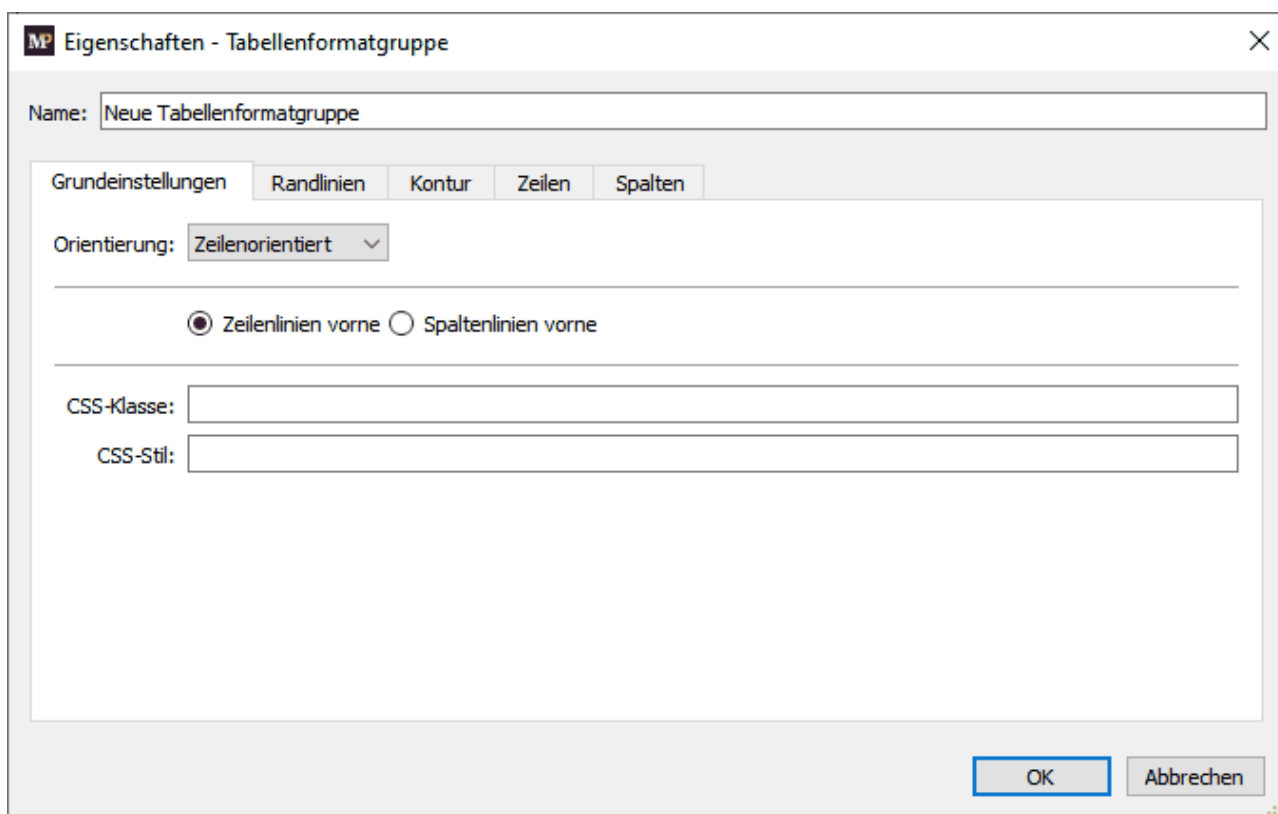 MP Eigenschaften - Tabellenformatgruppe
Name: Neue Tabellenformatgruppe
Grundeinstellungen Randlinien Kontur Zeilen Spalten
Orientierung: Zeilenorientiert
Zeilenlinien vorne Spaltenlinien vorne
CSS-Klasse:
CSS-Stil:
OK Abbrechen